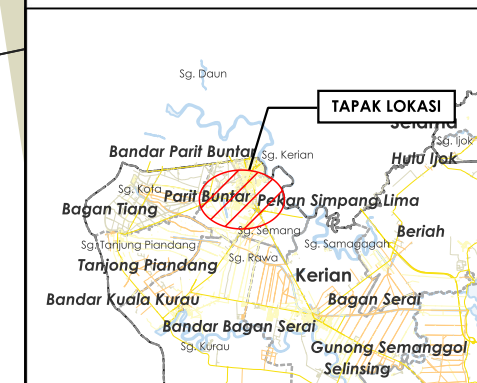 Sg. Daun
TAPAK LOKASI
Selama
Sg. Ijok
Bandar Parit Buntar
Sg. Kerian
Hulu Ijok
Sg. Kota
Parit Buntar
Pekan Simpang Lima
Bagan Tiang
Sg. Semang
Beriah
Sg. Tanjung Piandang
Sg. Samagagah
Sg. Rawa
Tanjong Piandang
Kerian
Bandar Kuala Kurau
Bagan Serai
Bandar Bagan Serai
Sg. Kurau
Gunong Semanggol
Selinsing